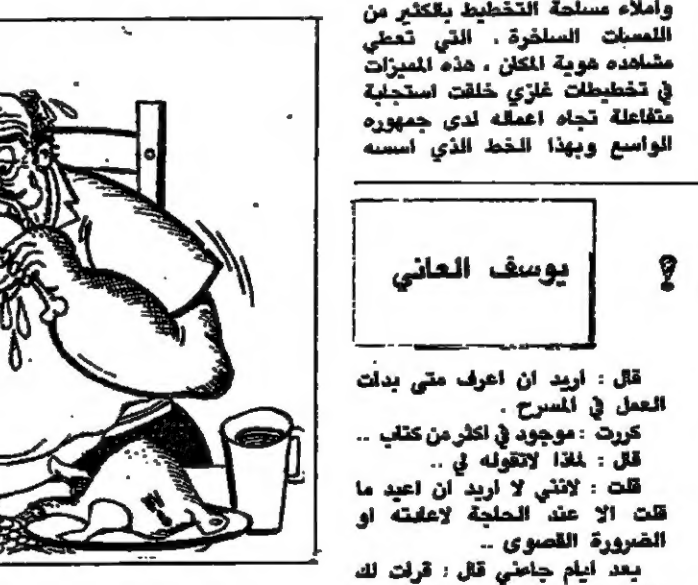 واملاء مساحة التخطيط بالكثير من
اللمسات الساخرة . التي تعطي
مشاهده هوية المكان ، هذه الميزات
في تخطيطات غازي خلقت استجابة
متفاعلة تجاه اعماله لدى جمهوره
الواسع وبهذا الخط الذي اسسه
يوسف العاني
؟
قال : اريد ان اعرف متى بدات
العمل في المسرح .
كررت : موجود في اكثر من كتاب ..
قال : لماذا لاتقوله لي ..
قلت : لانني لا اريد ان اعيد ما
قلت الا عند الحاجة لاعادته او
الضرورة القصوى ..
بعد ايام جاءني قال : قرات لك